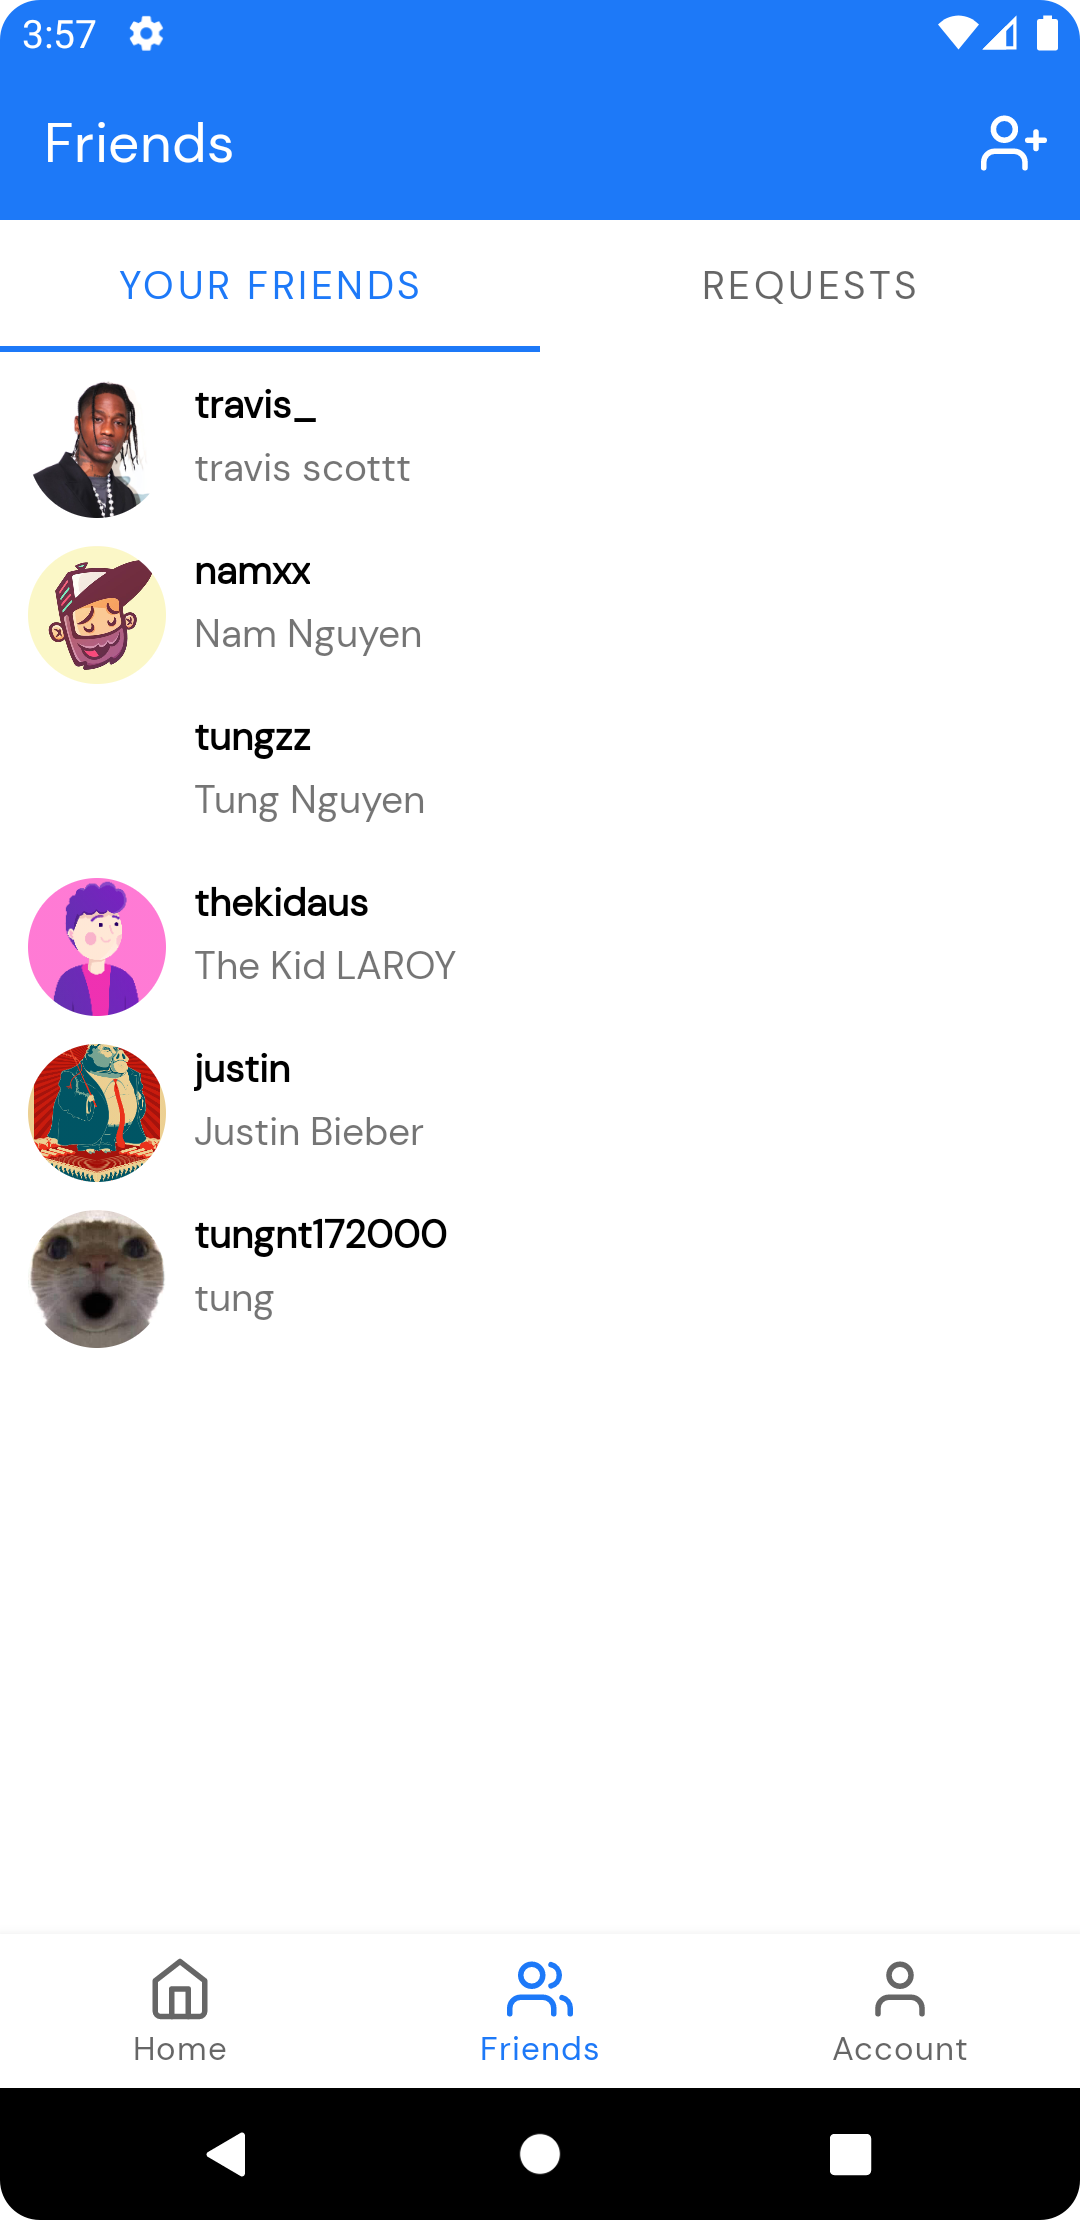 3:57
Friends
YOUR FRIENDS
REQUESTS
travis_
travis scottt
namxx
Nam Nguyen
tungzz
Tung Nguyen
thekidaus
The Kid LAROY
justin
Justin Bieber
tungnt172000
tung
Home
Friends
Account